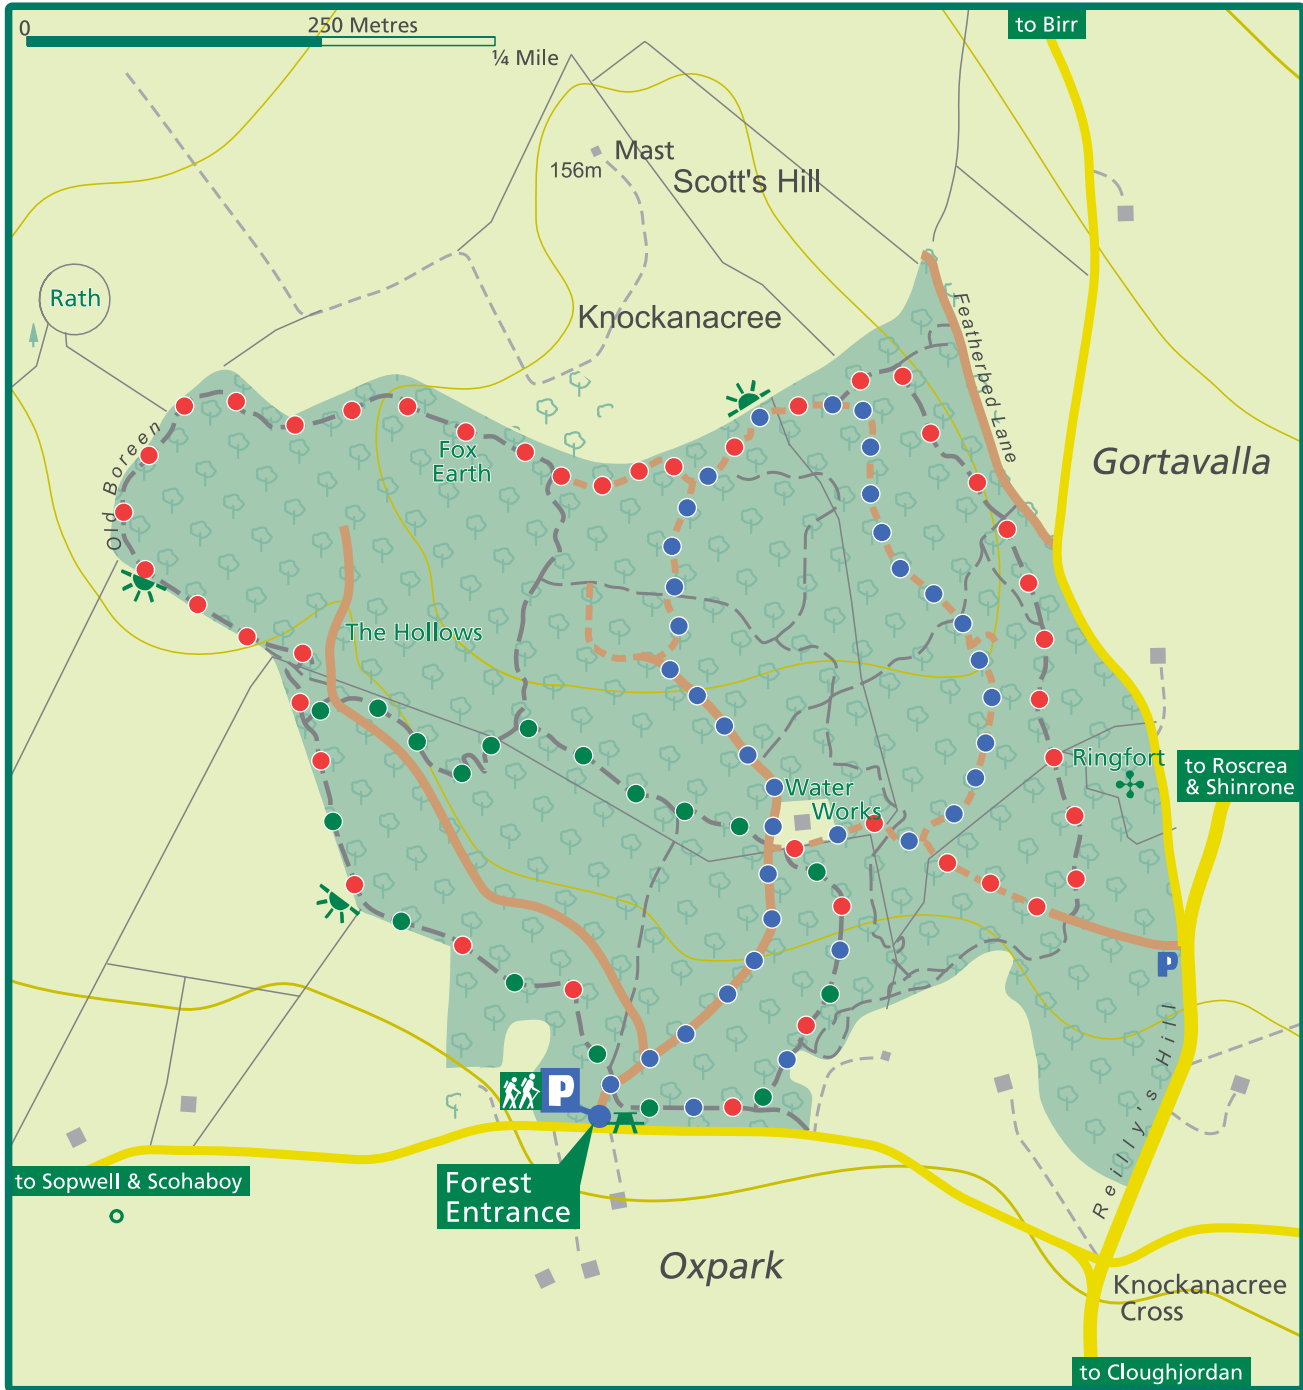 0
250 Metres
¼ Mile
to Birr
Mast
156m
Scott's Hill
Rath
Knockanacree
Featherbed Lane
Old Boreen
Fox
Earth
Gortavalla
The Hollows
Ringfort
to Roscrea
& Shinrone
Water
Works
P
P
Reilly's Hill
to Sopwell & Scohaboy
Forest
Entrance
Oxpark
Knockanacree
Cross
to Cloughjordan